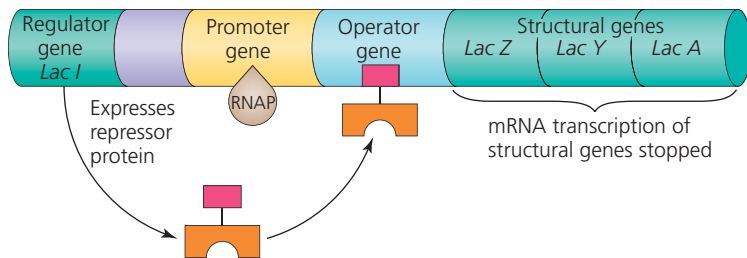 Regulator
gene
Lac I
Promoter
gene
Operator
gene
Structural genes
Lac Z
Lac Y
Lac A
RNAP
Expresses
repressor
protein
mRNA transcription of
structural genes stopped